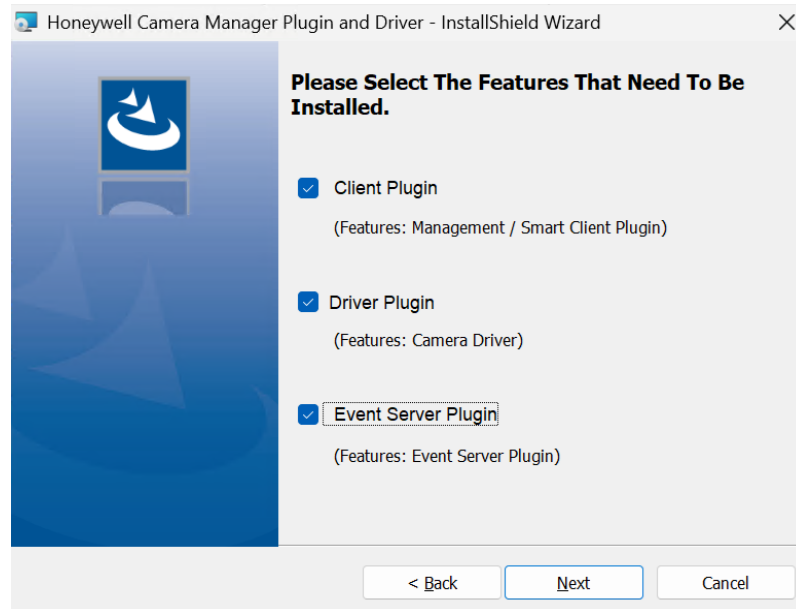 Honeywell Camera Manager Plugin and Driver - InstallShield Wizard
Please Select The Features That Need To Be
Installed.
Client Plugin
(Features: Management / Smart Client Plugin)
Driver Plugin
(Features: Camera Driver)
Event Server Plugin
(Features: Event Server Plugin)
< Back
Next
Cancel